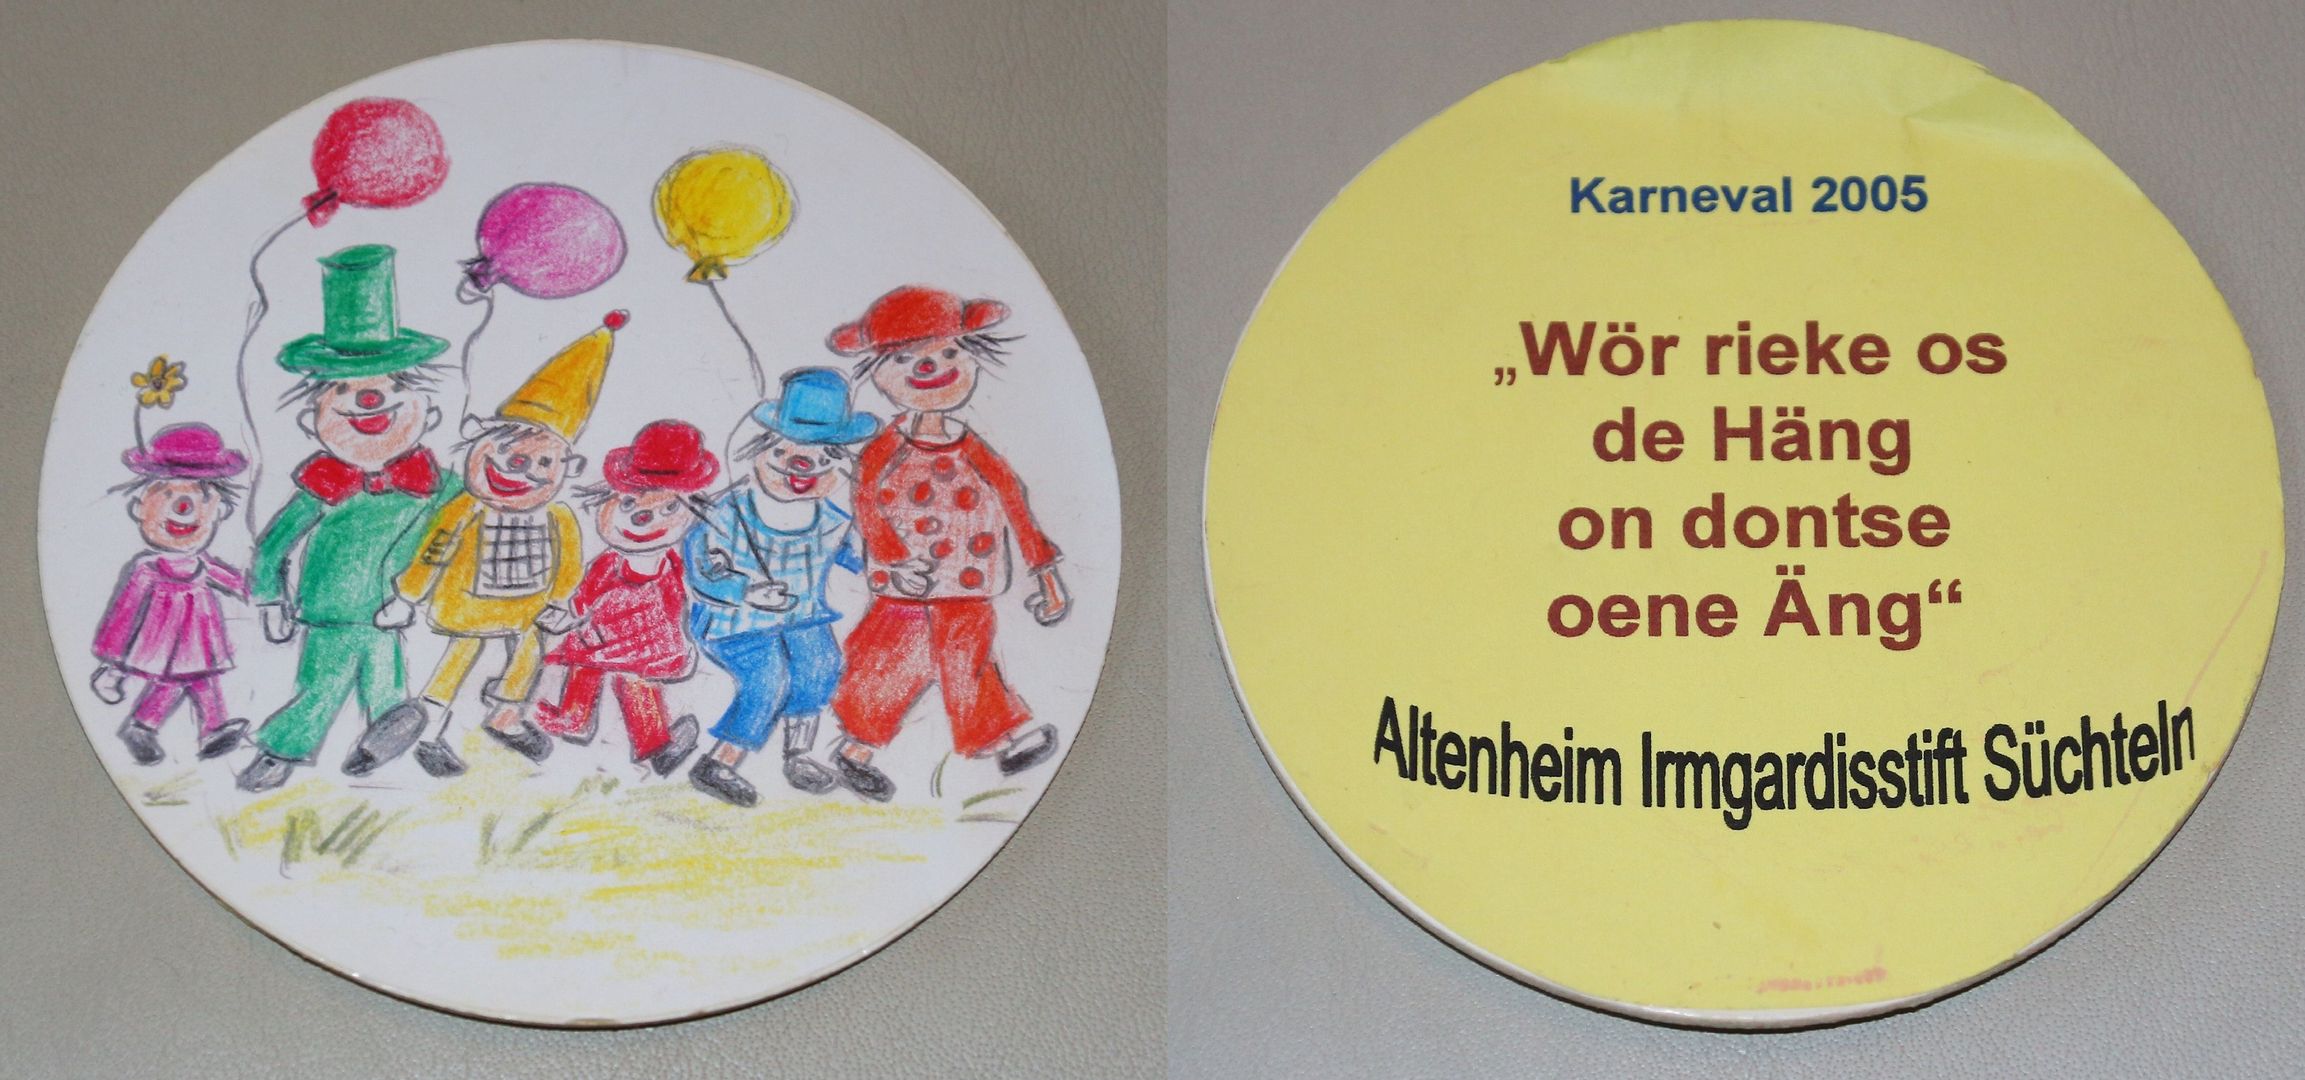 Karneval 2005
„Wör rieke os
de Häng
on dontse
oene Äng“
Altenheim Irmgardisstift Süchteln